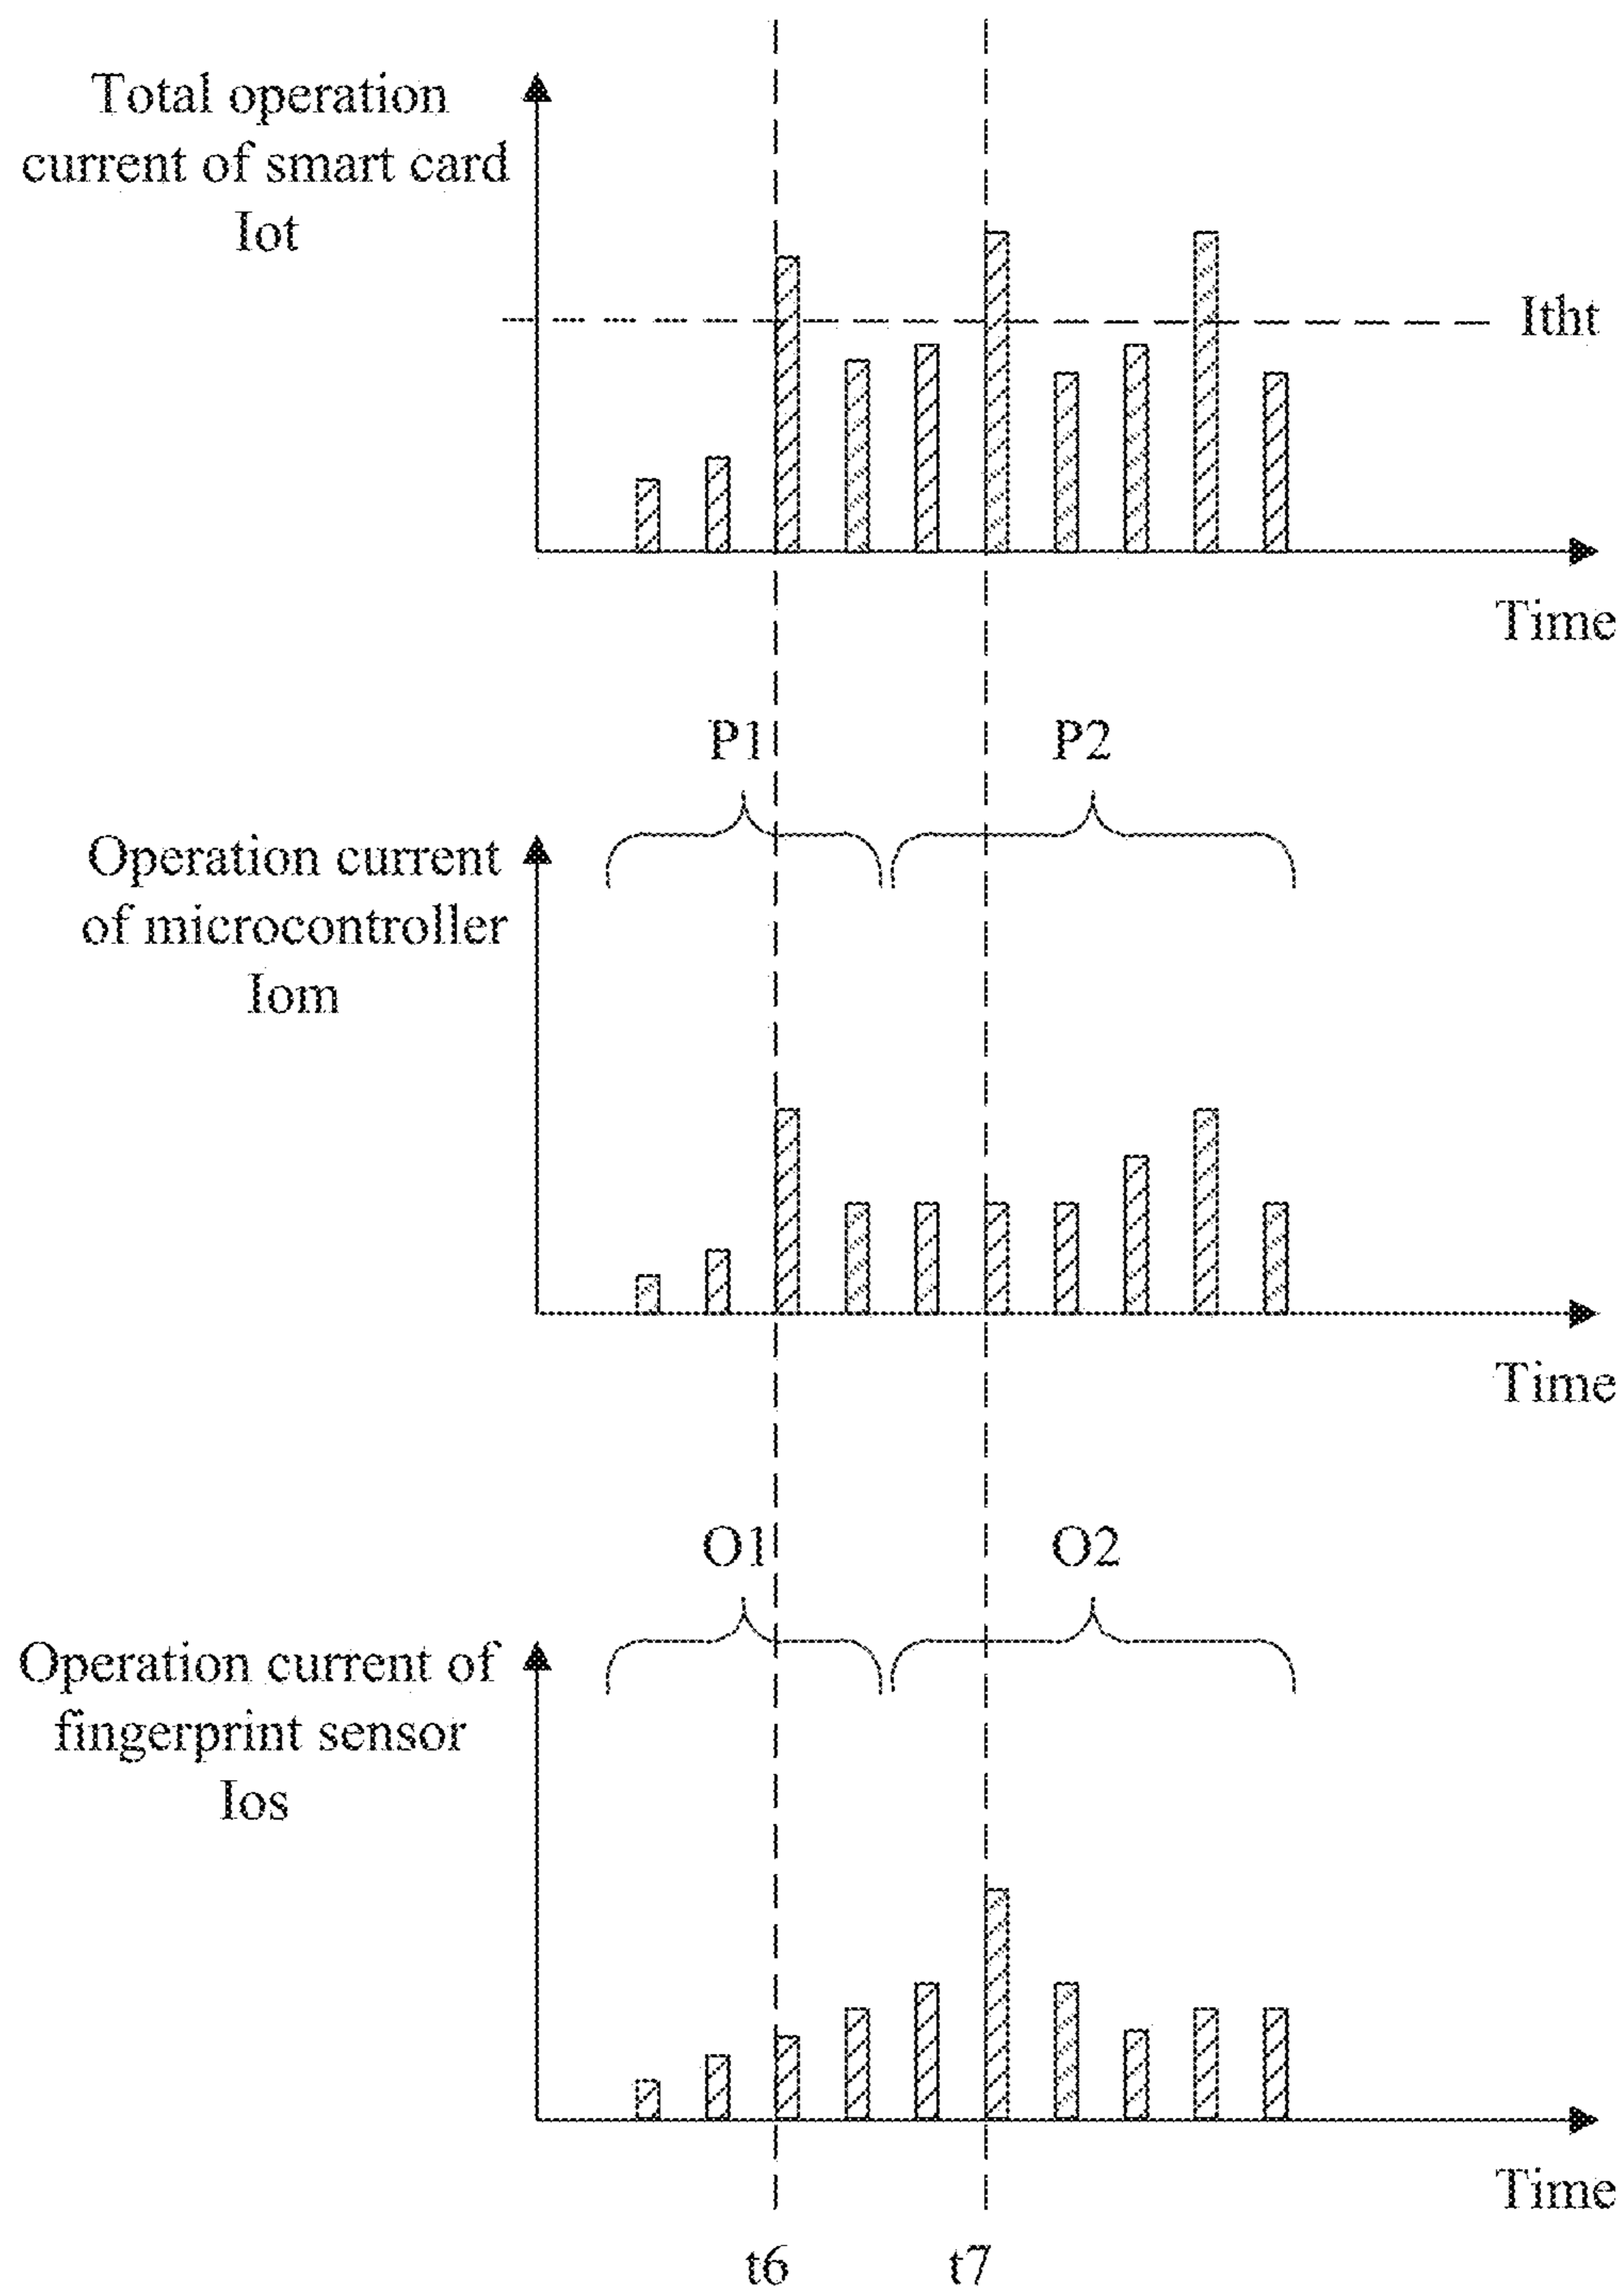 Total operation
current of smart card
Iot
Itht
Time
P1
P2
Operation current
of microcontroller
Iom
Time
O1
O2
Operation current of
fingerprint sensor
Ios
Time
t6
t7